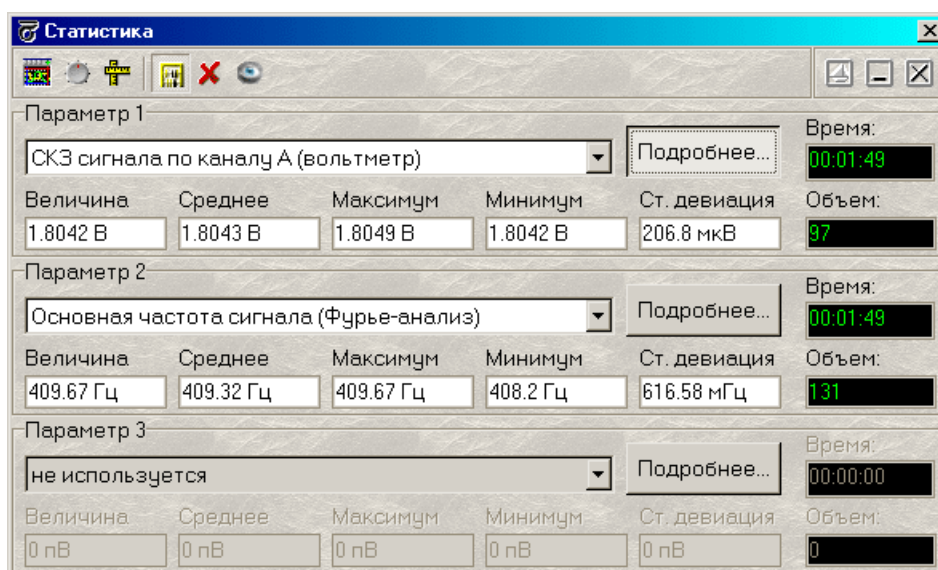 Статистика
Параметр 1
СКЗ сигнала по каналу А (вольтметр)
Подробнее...
Время:
00:01:49
Величина Среднее Максимум Минимум Ст. девиация Объем:
1.8042 В 1.8043 В 1.8049 В 1.8042 В 206.8 мкВ 97
Параметр 2
Основная частота сигнала (Фурье-анализ)
Подробнее...
Время:
00:01:49
Величина Среднее Максимум Минимум Ст. девиация Объем:
409.67 Гц 409.32 Гц 409.67 Гц 408.2 Гц 616.58 мГц 131
Параметр 3
не используется
Подробнее...
Время:
00:00:00
Величина Среднее Максимум Минимум Ст. девиация Объем:
0 пВ 0 пВ 0 пВ 0 пВ 0 пВ 0